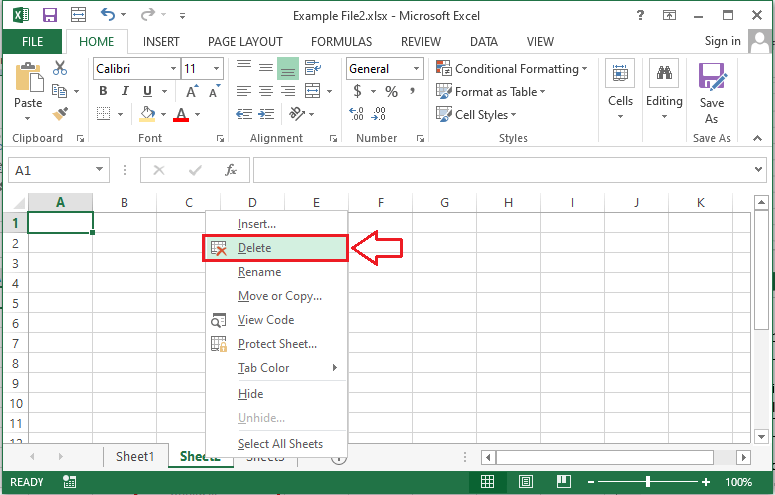 Example File2.xlsx - Microsoft Excel
?
FILE HOME INSERT PAGE LAYOUT FORMULAS REVIEW DATA VIEW Sign in
Calibri 11 General Conditional Formatting
Paste B I U A A $ % , Format as Table Cells Editing Save As
A Cell Styles
Clipboard Font Alignment Number Styles Save As
A1 fx
A B C D E F G H I J K
1 Insert...
2 Delete
3 Rename
4 Move or Copy...
5 View Code
6
7 Protect Sheet...
8 Tab Color
9 Hide
10
11 Unhide...
12 Select All Sheets
Sheet1 Sheet2 Sheet3
READY 100%